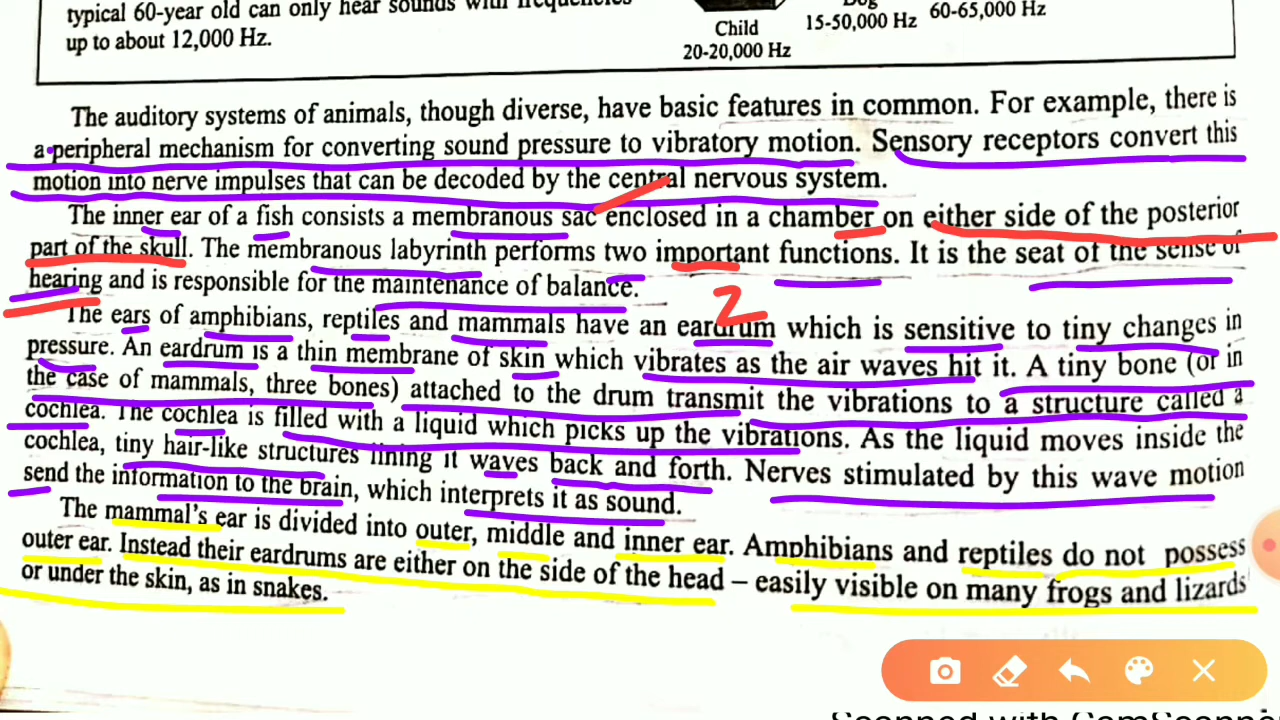 typical 60-year old can only hear sounds with frequencies
up to about 12,000 Hz.
Child
20-20,000 Hz
Dog
15-50,000 Hz
60-65,000 Hz
The auditory systems of animals, though diverse, have basic features in common. For example, there is
a peripheral mechanism for converting sound pressure to vibratory motion. Sensory receptors convert this
motion into nerve impulses that can be decoded by the central nervous system.
The inner ear of a fish consists a membranous sac enclosed in a chamber on either side of the posterior
part of the skull. The membranous labyrinth performs two important functions. It is the seat of the sense of
hearing and is responsible for the maintenance of balance.
2
The ears of amphibians, reptiles and mammals have an eardrum which is sensitive to tiny changes in
pressure. An eardrum is a thin membrane of skin which vibrates as the air waves hit it. A tiny bone (or in
the case of mammals, three bones) attached to the drum transmit the vibrations to a structure called a
cochlea. The cochlea is filled with a liquid which picks up the vibrations. As the liquid moves inside the
cochlea, tiny hair-like structures lining it waves back and forth. Nerves stimulated by this wave motion
send the information to the brain, which interprets it as sound.
The mammal's ear is divided into outer, middle and inner ear. Amphibians and reptiles do not possess
outer ear. Instead their eardrums are either on the side of the head – easily visible on many frogs and lizards
or under the skin, as in snakes.
Scanned with CamScanner